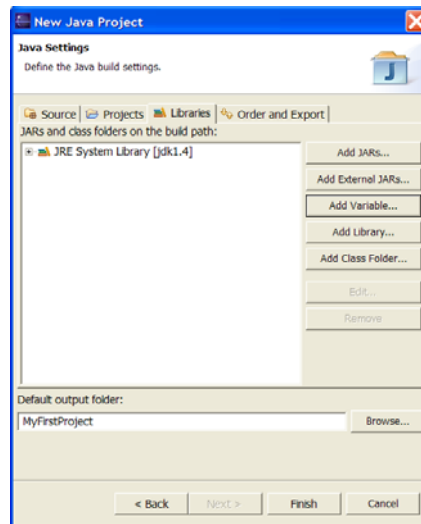 New Java Project
Java Settings
Define the Java build settings.
Source Projects Libraries Order and Export
JARs and class folders on the build path:
JRE System Library [jdk1.4]
Add JARs...
Add External JARs...
Add Variable...
Add Library...
Add Class Folder...
Edit...
Remove
Default output folder:
MyFirstProject Browse...
< Back Next > Finish Cancel